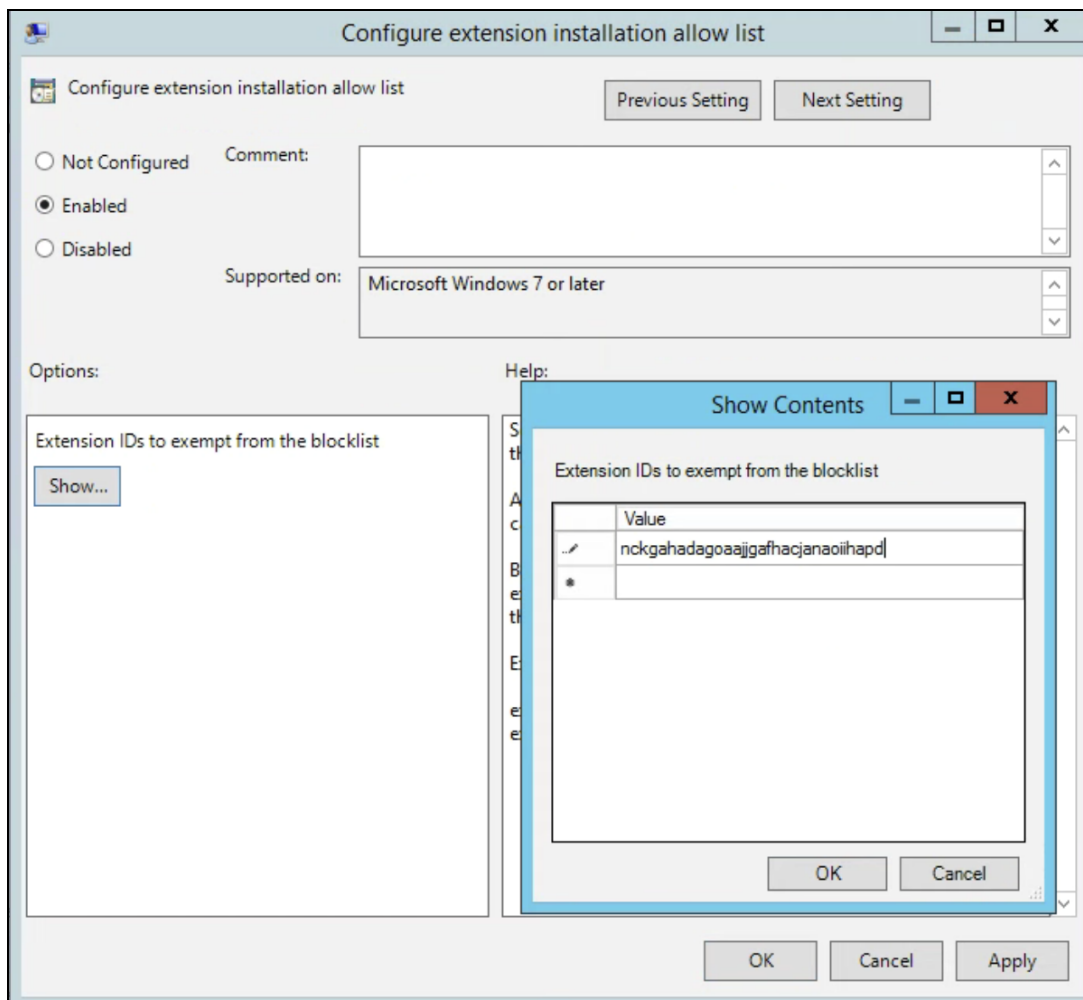 Configure extension installation allow list
Configure extension installation allow list
Previous Setting
Next Setting
Not Configured
Comment:
Enabled
Disabled
Supported on:
Microsoft Windows 7 or later
Options:
Help:
Extension IDs to exempt from the blocklist
Show...
Show Contents
Extension IDs to exempt from the blocklist
Value
nckgahadagoaajjgafhacjanaoiihapd
OK
Cancel
OK
Cancel
Apply